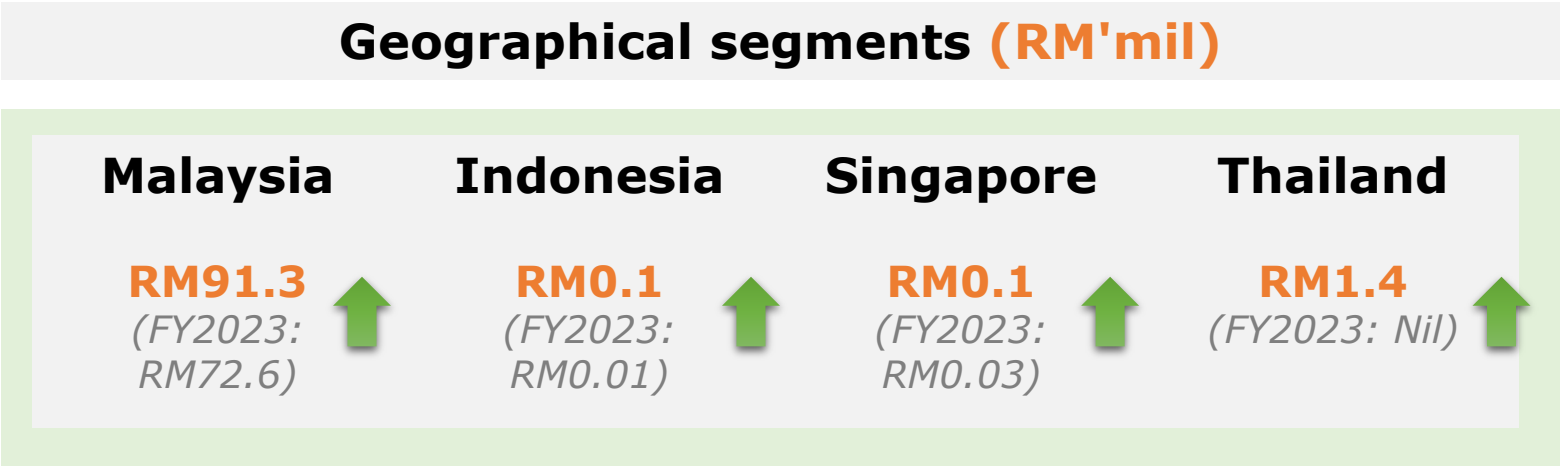 Geographical segments (RM'mil)
Malaysia
RM91.3
(FY2023:
RM72.6)
Indonesia
RM0.1
(FY2023:
RM0.01)
Singapore
RM0.1
(FY2023:
RM0.03)
Thailand
RM1.4
(FY2023: Nil)